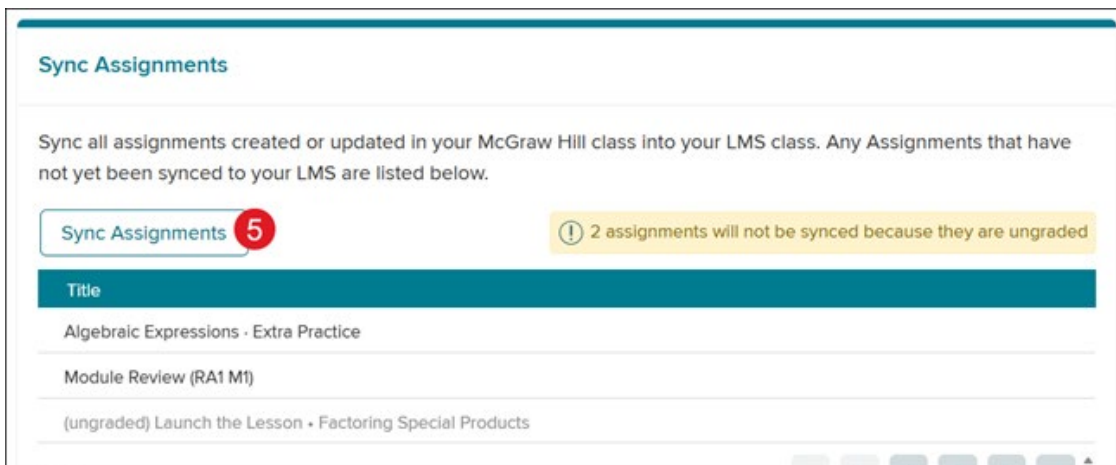 Sync Assignments
Sync all assignments created or updated in your McGraw Hill class into your LMS class. Any Assignments that have
not yet been synced to your LMS are listed below.
Sync Assignments 5
! 2 assignments will not be synced because they are ungraded
Title
Algebraic Expressions · Extra Practice
Module Review (RA1 M1)
(ungraded) Launch the Lesson • Factoring Special Products